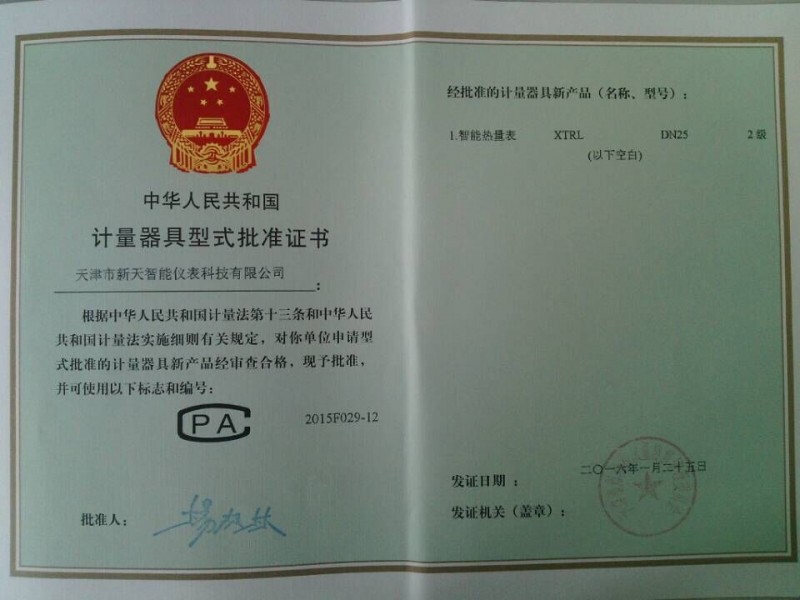 中华人民共和国
计量器具型式批准证书
天津市新天智能仪表科技有限公司
:
根据中华人民共和国计量法第十三条和中华人民
共和国计量法实施细则有关规定，对你单位申请型
式批准的计量器具新产品经审查合格，现予批准，
并可使用以下标志和编号：
CPA 2015F029-12
批准人：
经批准的计量器具新产品（名称、型号）：
1.智能热量表 XTRL DN25 2级
(以下空白)
发证日期： 二〇一六年一月二十五日
发证机关（盖章）：